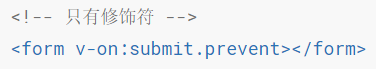 <!-- 只有修饰符 -->
<form v-on:submit.prevent></form>